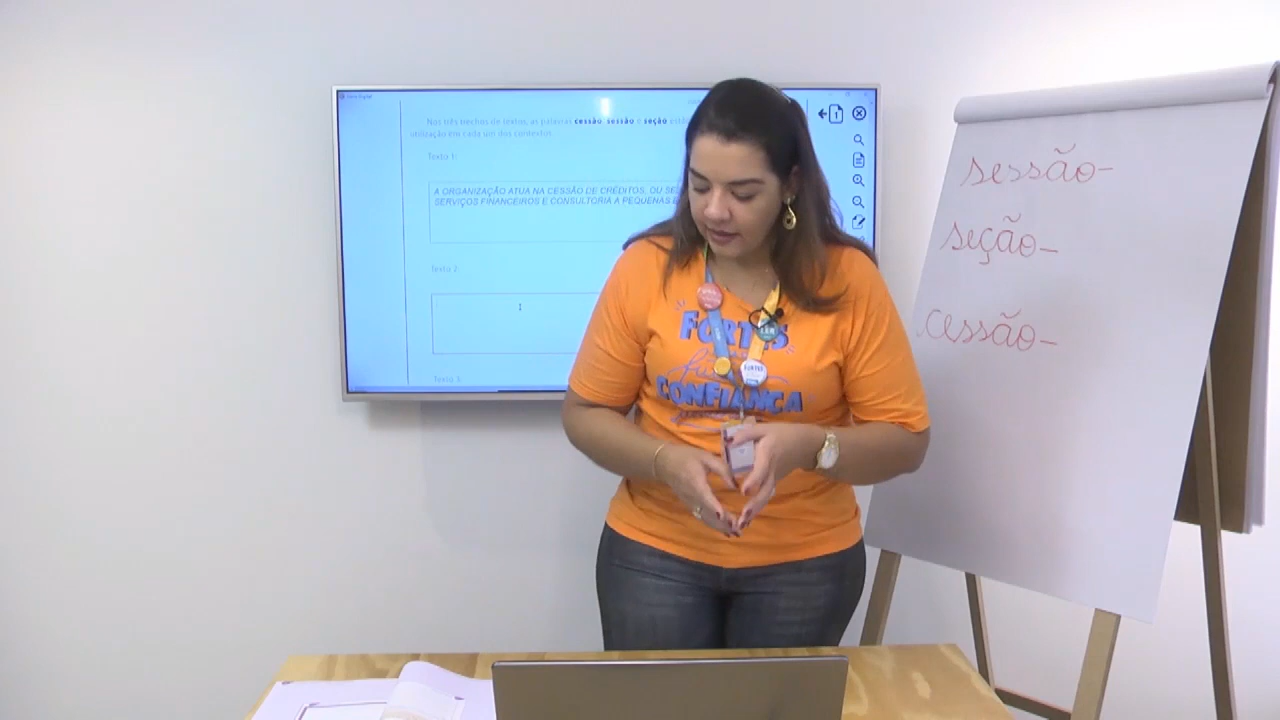 Nos três trechos de textos, as palavras cessão, sessão e seção
utilização em cada um dos contextos.
Texto 1:
A ORGANIZAÇÃO ATUA NA CESSÃO DE CRÉDITOS, OU
SERVIÇOS FINANCEIROS E CONSULTORIA A PEQUENAS
Texto 2
Texto 3:
1
FORTES
CONFIANÇA
sessão-
seção-
cessão-